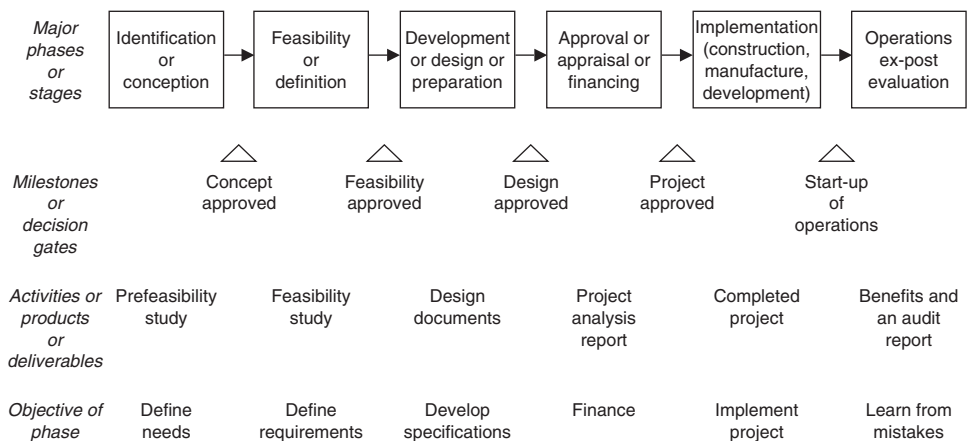 Major
phases
or
stages
Identification
or
conception
Feasibility
or
definition
Development
or design or
preparation
Approval or
appraisal or
financing
Implementation
(construction,
manufacture,
development)
Operations
ex-post
evaluation
Milestones
or
decision
gates
Concept
approved
Feasibility
approved
Design
approved
Project
approved
Start-up
of
operations
Activities or
products
or
deliverables
Prefeasibility
study
Feasibility
study
Design
documents
Project
analysis
report
Completed
project
Benefits and
an audit
report
Objective of
phase
Define
needs
Define
requirements
Develop
specifications
Finance
Implement
project
Learn from
mistakes